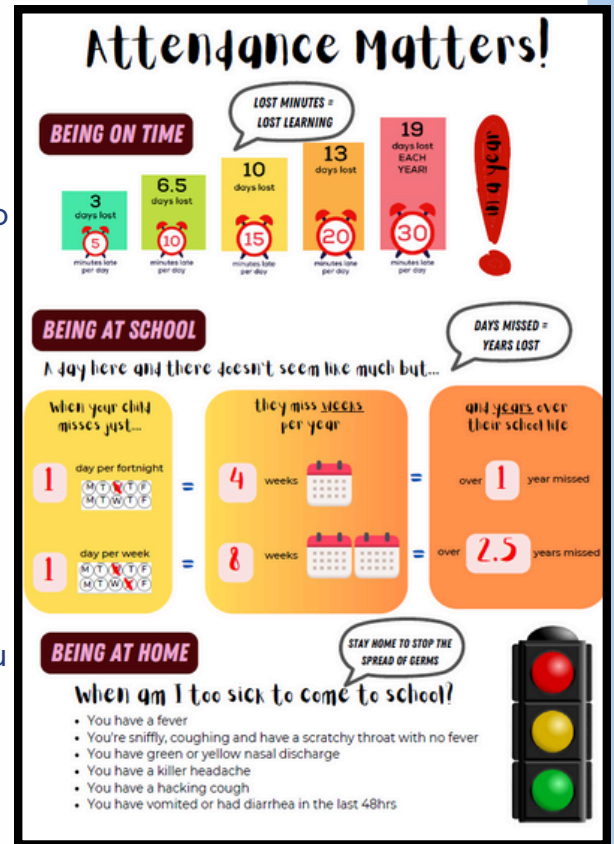 Attendance Matters!
LOST MINUTES =
LOST LEARNING
BEING ON TIME
3
days lost
5
minutes late
per day
6.5
days lost
10
minutes late
per day
10
days lost
15
minutes late
per day
13
days lost
20
minutes late
per day
19
days lost
EACH
YEAR!
30
minutes late
per day
in a year
BEING AT SCHOOL
DAYS MISSED =
YEARS LOST
A day here and there doesn't seem like much but...
When your child
misses just...
they miss weeks
per year
and years over
their school life
1 day per fortnight
M T W T F
M T W T F
= 4 weeks = over 1 year missed
1 day per week
M T W T F
M T W T F
= 8 weeks = over 2.5 years missed
BEING AT HOME
STAY HOME TO STOP THE
SPREAD OF GERMS
When am I too sick to come to school?
• You have a fever
• You're sniffly, coughing and have a scratchy throat with no fever
• You have green or yellow nasal discharge
• You have a killer headache
• You have a hacking cough
• You have vomited or had diarrhea in the last 48hrs